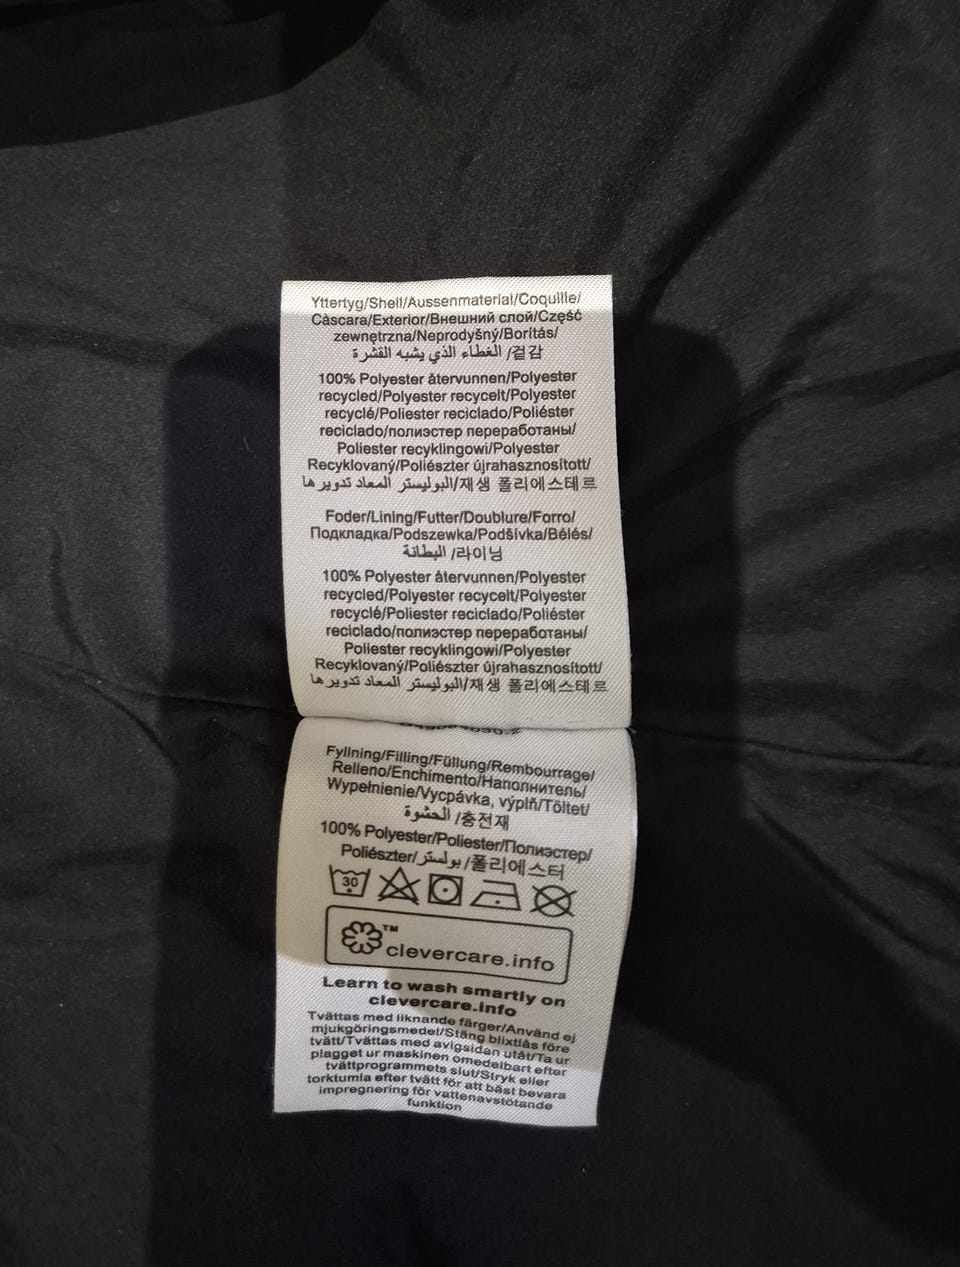 Yttertyg/Shell/Aussenmaterial/Coquille/
Càscara/Exterior/Внешний слой/Część
zewnętrzna/Neprodyšný/Borítás/
الغطاء الذي يشبه القشرة /겉감
100% Polyester återvunnen/Polyester
recycled/Polyester recycelt/Polyester
recyclé/Poliester reciclado/Poliéster
reciclado/полиэстер переработаны/
Poliester recyklingowi/Polyester
Recyklovaný/Poliészter újrahasznosított/
البوليستر المعاد تدويرها/재생 폴리에스테르
Foder/Lining/Futter/Doublure/Forro/
Подкладка/Podszewka/Podšívka/Bélés/
البطانة /라이닝
100% Polyester återvunnen/Polyester
recycled/Polyester recycelt/Polyester
recyclé/Poliester reciclado/Poliéster
reciclado/полиэстер переработаны/
Poliester recyklingowi/Polyester
Recyklovaný/Poliészter újrahasznosított/
البوليستر المعاد تدويرها/재생 폴리에스테르
Fyllning/Filling/Füllung/Rembourrage/
Relleno/Enchimento/Наполнитель/
Wypełnienie/Vycpávka, výplň/Töltet/
الحشوة /충전재
100% Polyester/Poliester/Полиэстер/
Poliészter/بولستر /폴리에스터
30
™
clevercare.info
Learn to wash smartly on
clevercare.info
Tvättas med liknande färger/Använd ej
mjukgöringsmedel/Stäng blixtlås före
tvätt/Tvättas med avigsidan utåt/Ta ur
plagget ur maskinen omedelbart efter
tvättprogrammets slut/Stryk eller
torktumla efter tvätt för att bäst bevara
impregnering för vattenavstötande
funktion